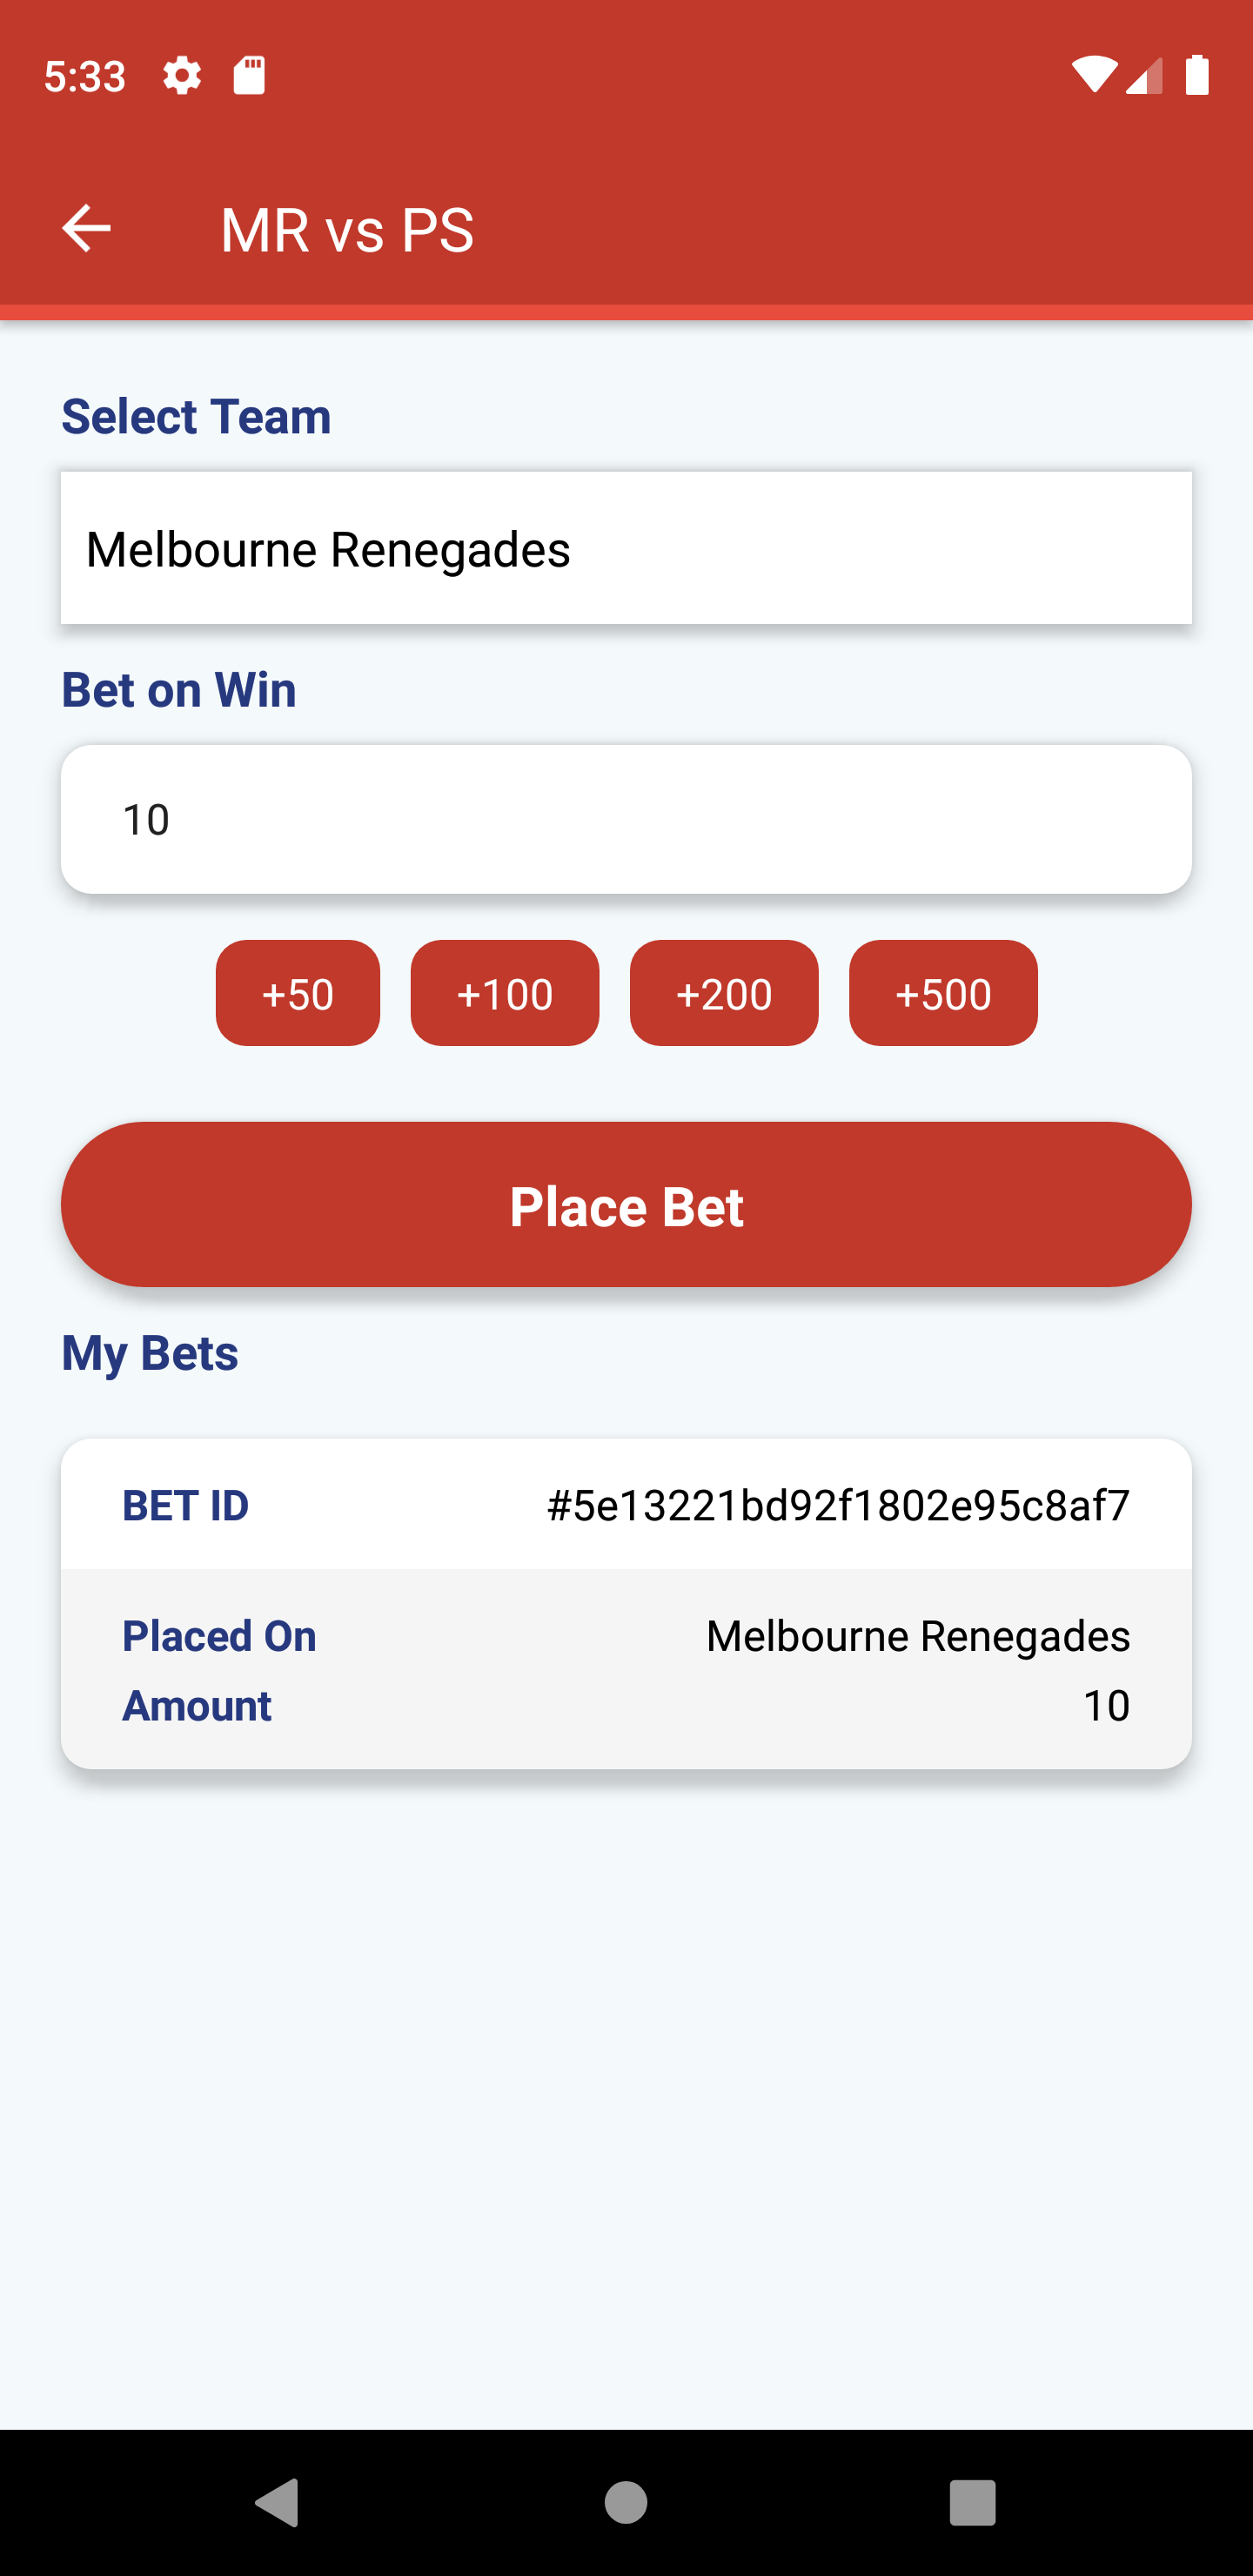 5:33
MR vs PS
Select Team
Melbourne Renegades
Bet on Win
10
+50 +100 +200 +500
Place Bet
My Bets
BET ID #5e13221bd92f1802e95c8af7
Placed On Melbourne Renegades
Amount 10